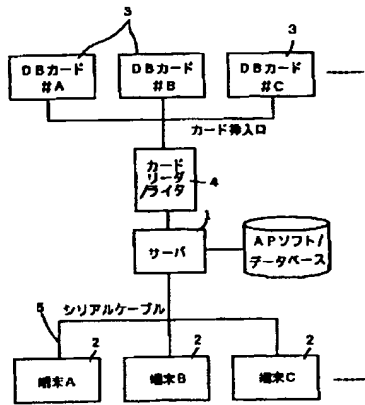 3
3
DBカード
#A
DBカード
#B
DBカード
#C
カード挿入口
カード
リーダ
/ライタ
4
1
サーバ
APソフト/
データベース
シリアルケーブル
5
2
2
2
端末A
端末B
端末C